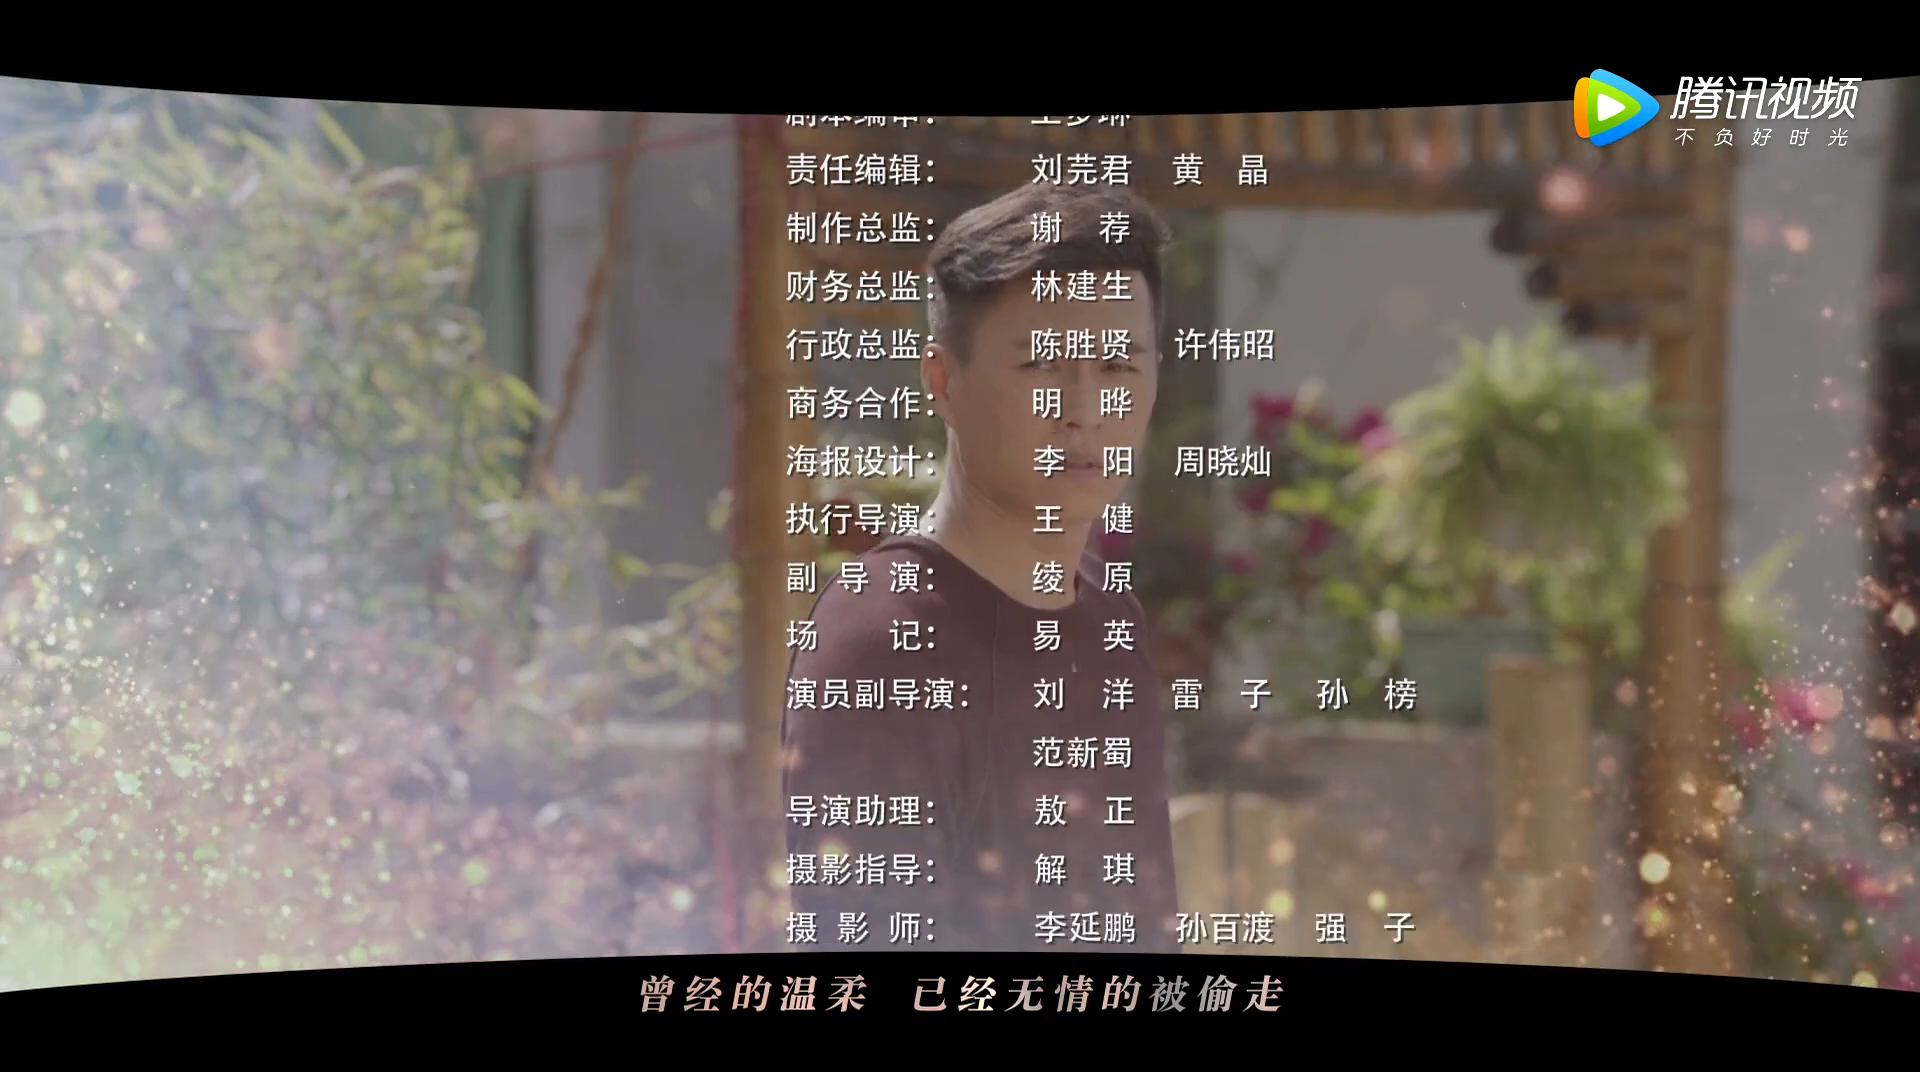 腾讯视频
不负好时光
责任编辑： 刘芫君 黄 晶
制作总监： 谢 荐
财务总监： 林建生
行政总监： 陈胜贤 许伟昭
商务合作： 明 晔
海报设计： 李 阳 周晓灿
执行导演： 王 健
副 导 演： 绫 原
场 记： 易 英
演员副导演： 刘 洋 雷 子 孙 榜
范新蜀
导演助理： 敖 正
摄影指导： 解 琪
摄 影 师： 李延鹏 孙百渡 强 子
曾经的温柔 已经无情的被偷走